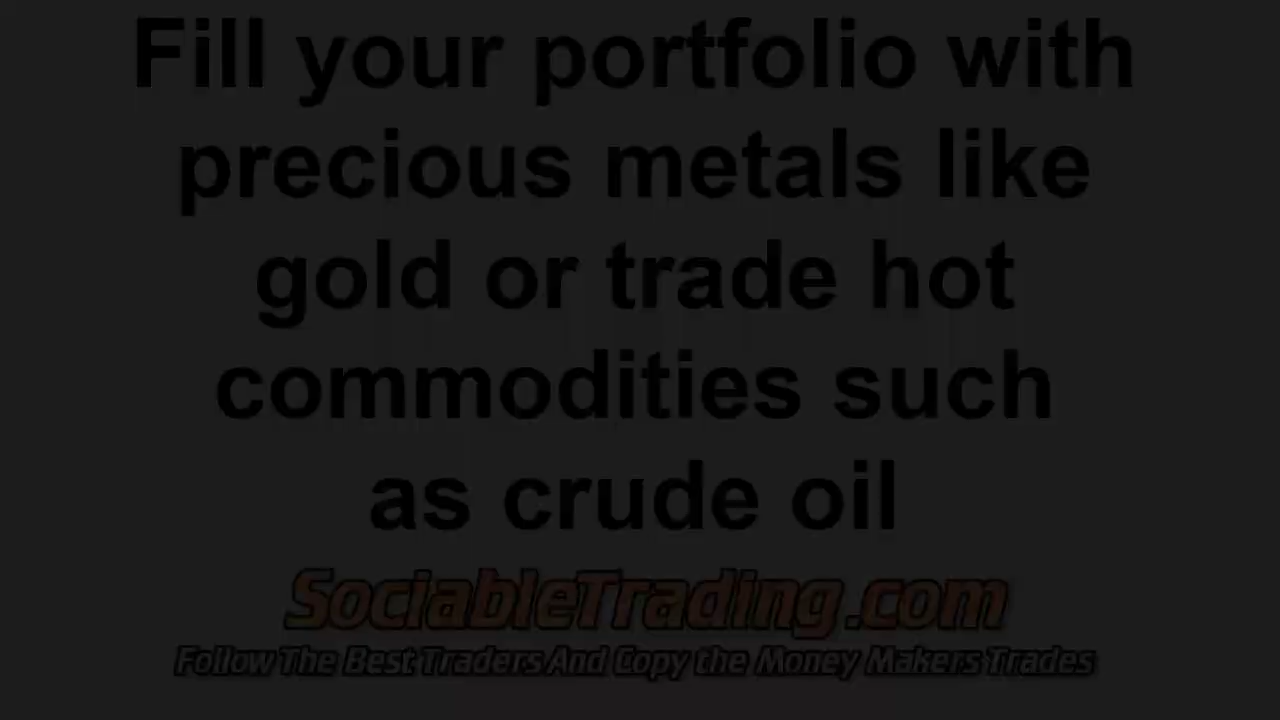 Fill your portfolio with
precious metals like
gold or trade hot
commodities such
as crude oil
SociableTrading.com
Follow The Best Traders And Copy the Money Makers Trades